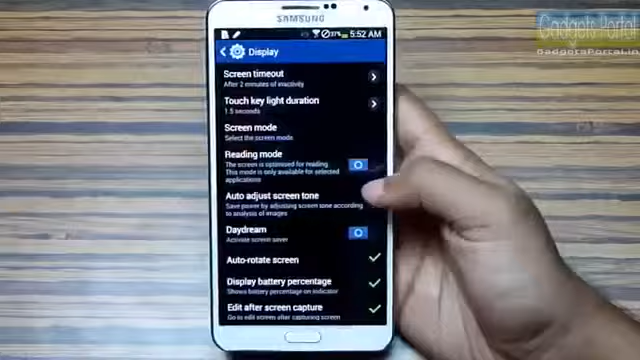 SAMSUNG
5:52 AM
Display
Screen timeout
After 2 minutes of inactivity
Touch key light duration
1.5 seconds
Screen mode
Select the screen mode
Reading mode
The screen is optimised for reading
This mode is only available for selected
applications
Auto adjust screen tone
Save power by adjusting screen tone according
to analysis of images
Daydream
Activate screen saver
Auto-rotate screen
Display battery percentage
Shows battery percentage on indicator
Edit after screen capture
Go to edit screen after capturing screen
Gadgets Portal
GadgetsPortal.in